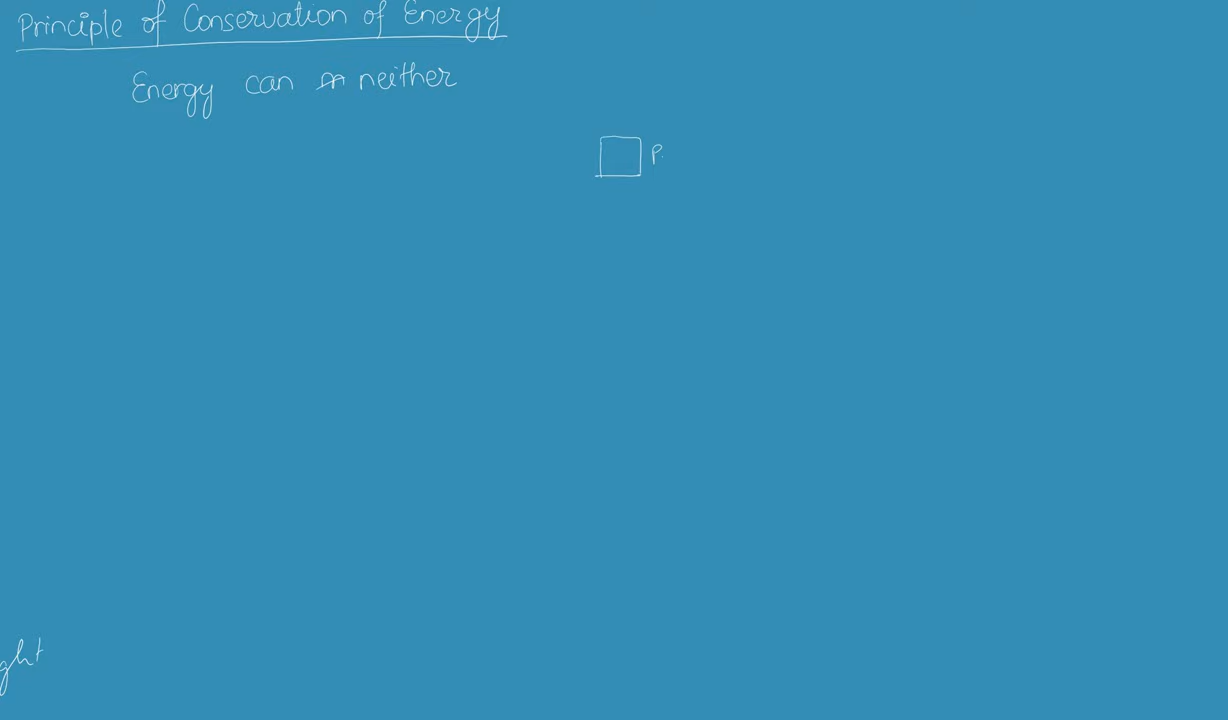 Principle of Conservation of Energy
Energy can neither
P.
ght